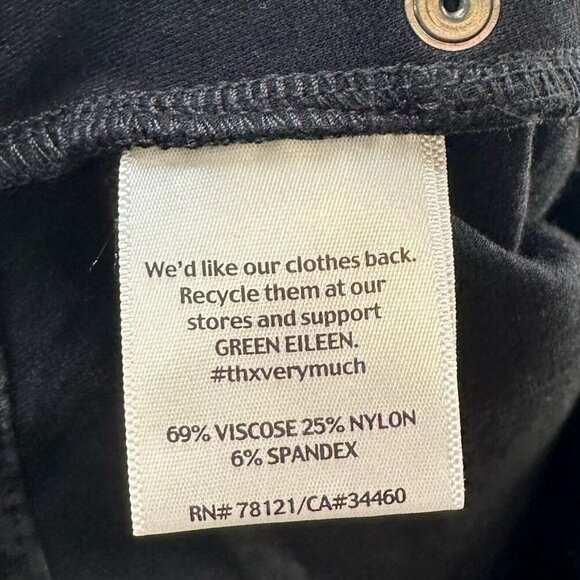 We'd like our clothes back.
Recycle them at our
stores and support
GREEN EILEEN.
#thxverymuch
69% VISCOSE 25% NYLON
6% SPANDEX
RN# 78121/CA#34460